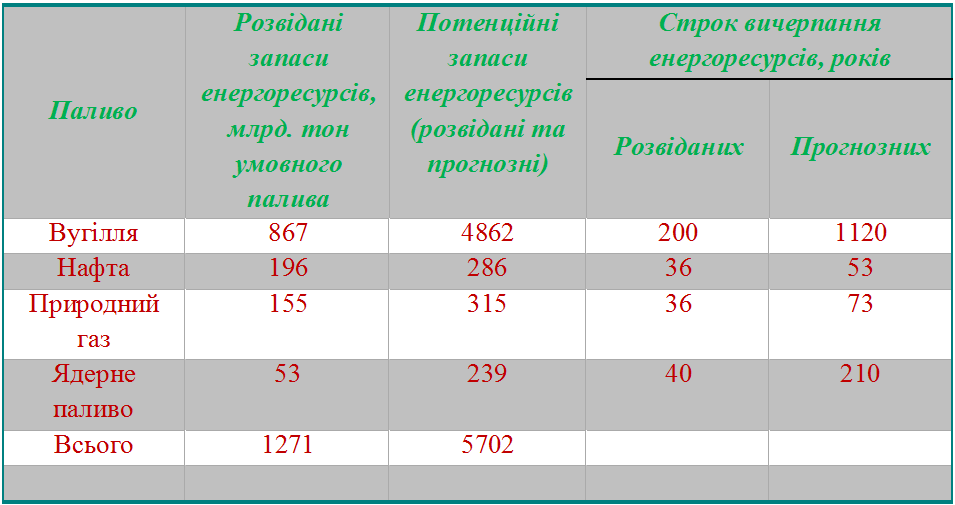 Паливо
Розвідані
запаси
енергоресурсів,
млрд. тон
умовного
палива
Потенційні
запаси
енергоресурсів
(розвідані та
прогнозні)
Строк вичерпання
енергоресурсів, років
Розвіданих
Прогнозних
Вугілля 867 4862 200 1120
Нафта 196 286 36 53
Природний 155 315 36 73
газ
Ядерне 53 239 40 210
паливо
Всього 1271 5702